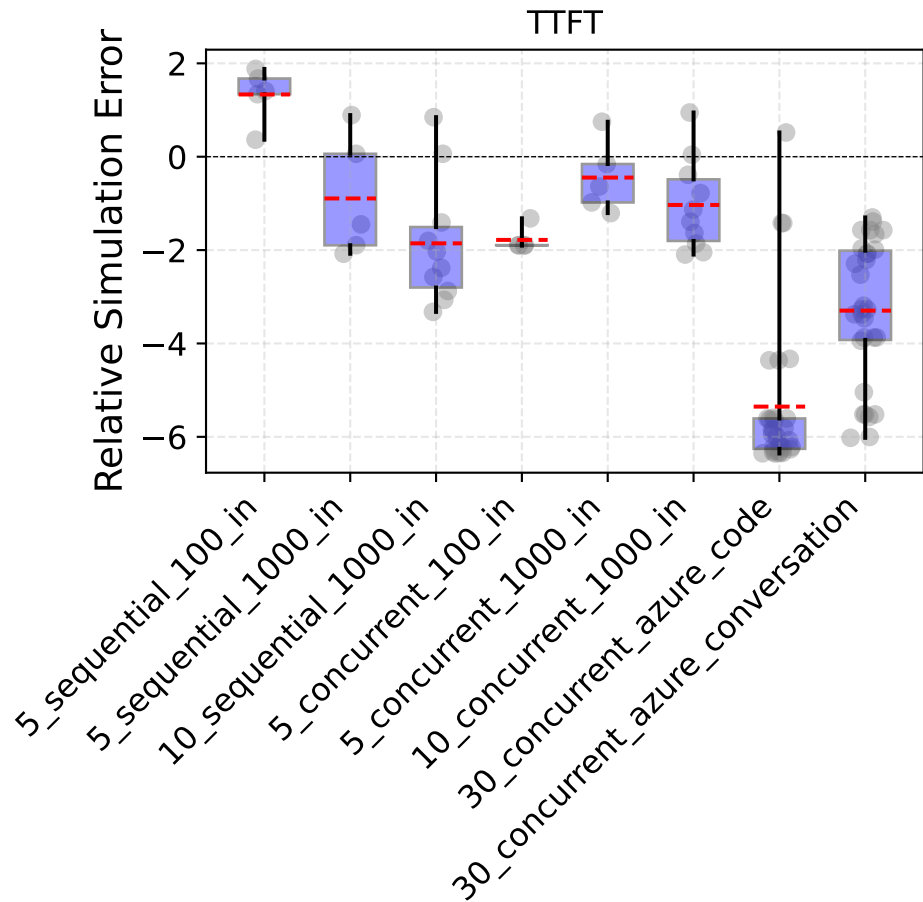 TTFT
Relative Simulation Error
2
0
−2
−4
−6
5_sequential_100_in
5_sequential_1000_in
10_sequential_1000_in
5_concurrent_100_in
5_concurrent_1000_in
10_concurrent_1000_in
30_concurrent_azure_code
30_concurrent_azure_conversation